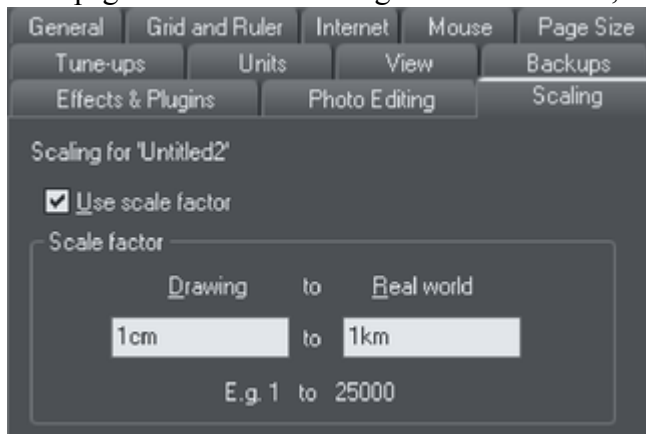 General Grid and Ruler Internet Mouse Page Size
Tune-ups Units View Backups
Effects & Plugins Photo Editing Scaling
Scaling for 'Untitled2'
Use scale factor
Scale factor
Drawing to Real world
1cm to 1km
E.g. 1 to 25000